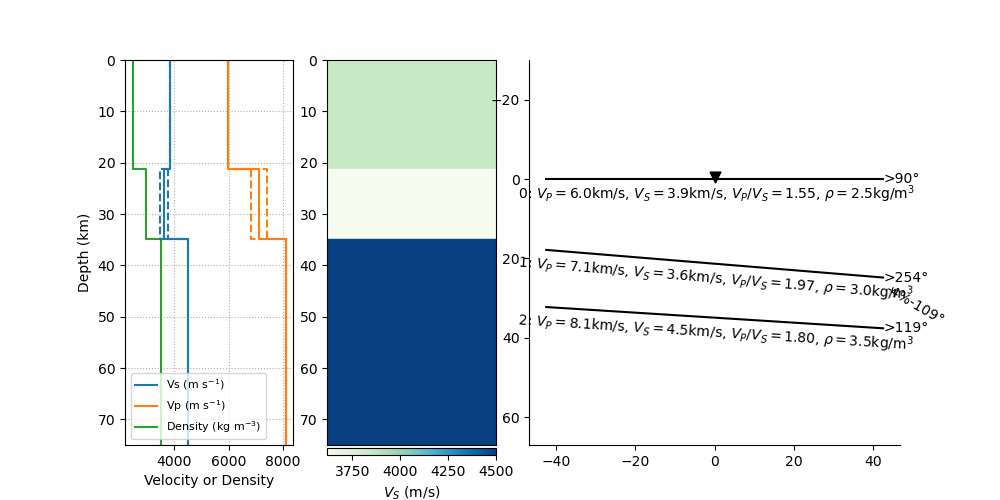 0
10
20
30
40
50
60
70
Depth (km)
Vs (m s⁻¹)
Vp (m s⁻¹)
Density (kg m⁻³)
4000 6000 8000
Velocity or Density
0
10
20
30
40
50
60
70
3750 4000 4250 4500
V_S (m/s)
−20
0
20
40
60
>90°
0: V_P = 6.0km/s, V_S = 3.9km/s, V_P/V_S = 1.55, ρ = 2.5kg/m³
>254°
1: V_P = 7.1km/s, V_S = 3.6km/s, V_P/V_S = 1.97, ρ = 3.0kg/m³
-109°
>119°
2: V_P = 8.1km/s, V_S = 4.5km/s, V_P/V_S = 1.80, ρ = 3.5kg/m³
−40 −20 0 20 40